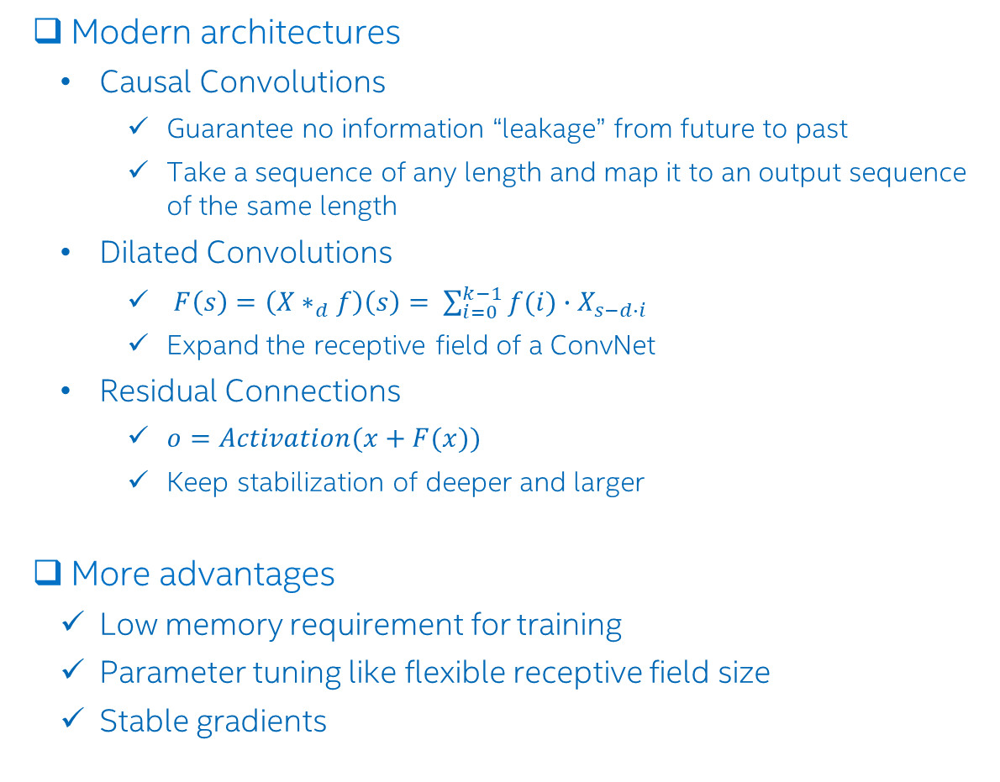 ❑ Modern architectures
• Causal Convolutions
✓ Guarantee no information “leakage” from future to past
✓ Take a sequence of any length and map it to an output sequence
of the same length
• Dilated Convolutions
✓ F(s) = (X ∗_d f)(s) = ∑_{i=0}^{k−1} f(i) · X_{s−d·i}
✓ Expand the receptive field of a ConvNet
• Residual Connections
✓ o = Activation(x + F(x))
✓ Keep stabilization of deeper and larger
❑ More advantages
✓ Low memory requirement for training
✓ Parameter tuning like flexible receptive field size
✓ Stable gradients